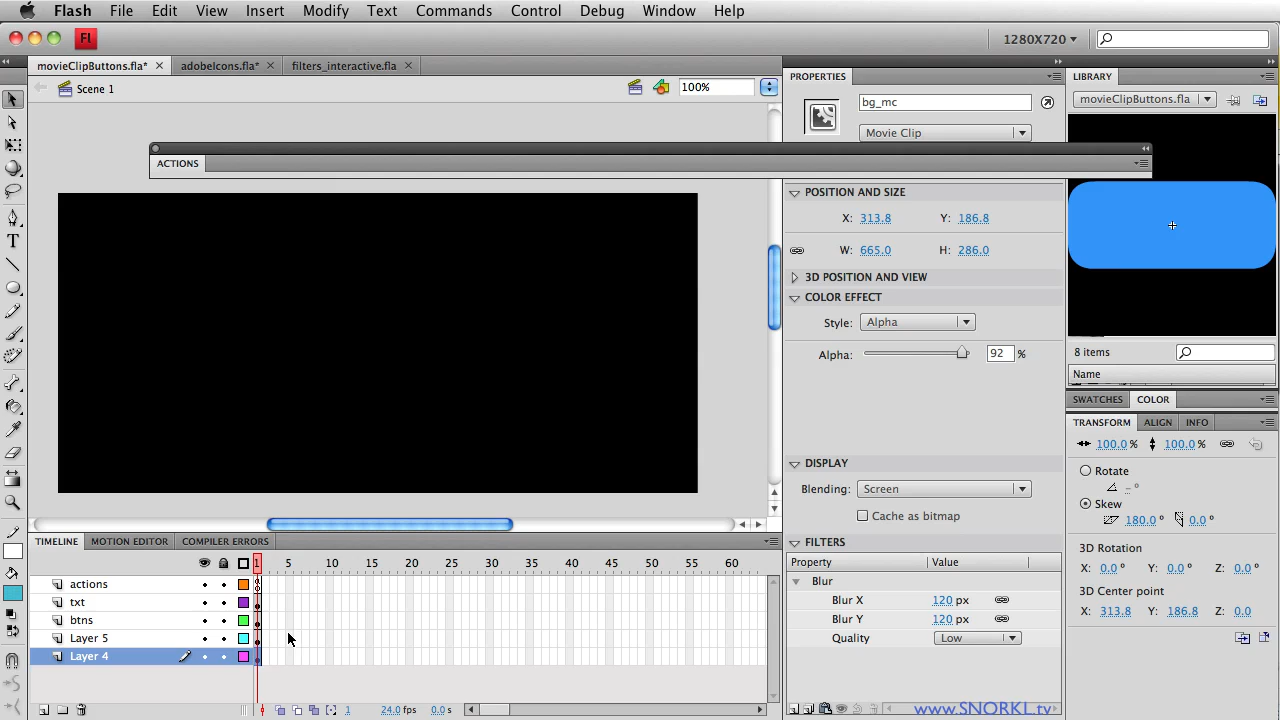 Flash File Edit View Insert Modify Text Commands Control Debug Window Help
Fl 1280X720
movieClipButtons.fla* adobeIcons.fla* filters_interactive.fla
Scene 1 100%
ACTIONS
PROPERTIES
bg_mc
Movie Clip
POSITION AND SIZE
X: 313.8 Y: 186.8
W: 665.0 H: 286.0
3D POSITION AND VIEW
COLOR EFFECT
Style: Alpha
Alpha: 92 %
DISPLAY
Blending: Screen
Cache as bitmap
FILTERS
Property Value
Blur
Blur X 120 px
Blur Y 120 px
Quality Low
LIBRARY
movieClipButtons.fla
8 items
Name
SWATCHES COLOR
TRANSFORM ALIGN INFO
100.0 % 100.0 %
Rotate
Skew
180.0 ° 0.0 °
3D Rotation
X: 0.0 ° Y: 0.0 ° Z: 0.0 °
3D Center point
X: 313.8 Y: 186.8 Z: 0.0
TIMELINE MOTION EDITOR COMPILER ERRORS
1 5 10 15 20 25 30 35 40 45 50 55 60
actions
txt
btns
Layer 5
Layer 4
1 24.0 fps 0.0 s
www.SNORKL.tv